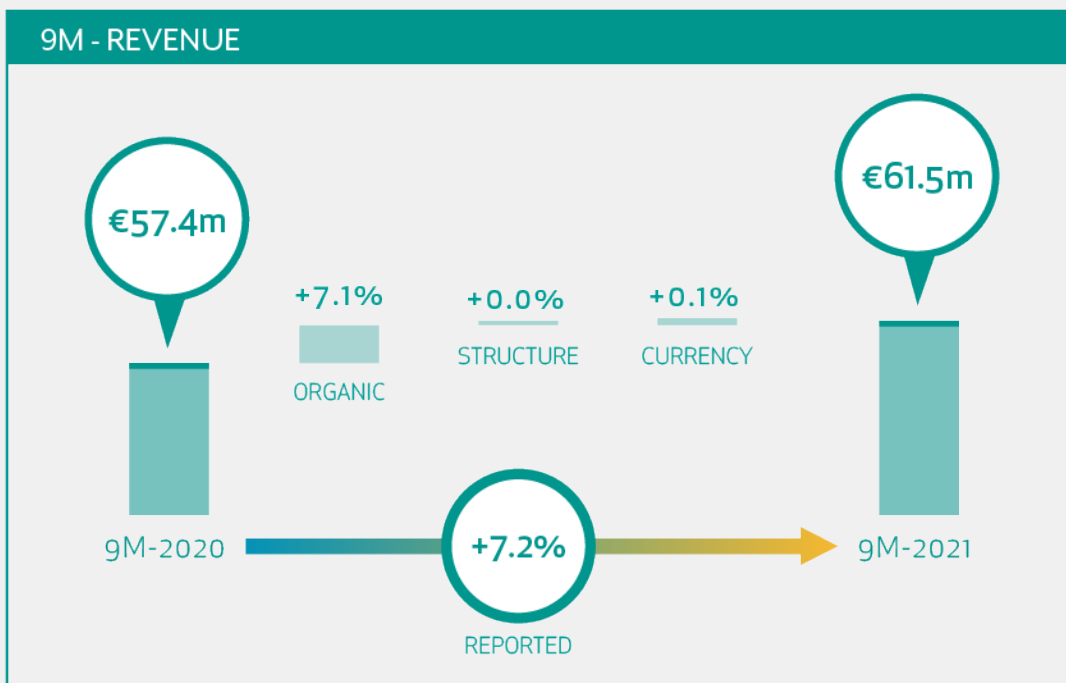 9M - REVENUE
€57.4m
€61.5m
+7.1%
+0.0%
+0.1%
ORGANIC
STRUCTURE
CURRENCY
9M-2020
+7.2%
9M-2021
REPORTED